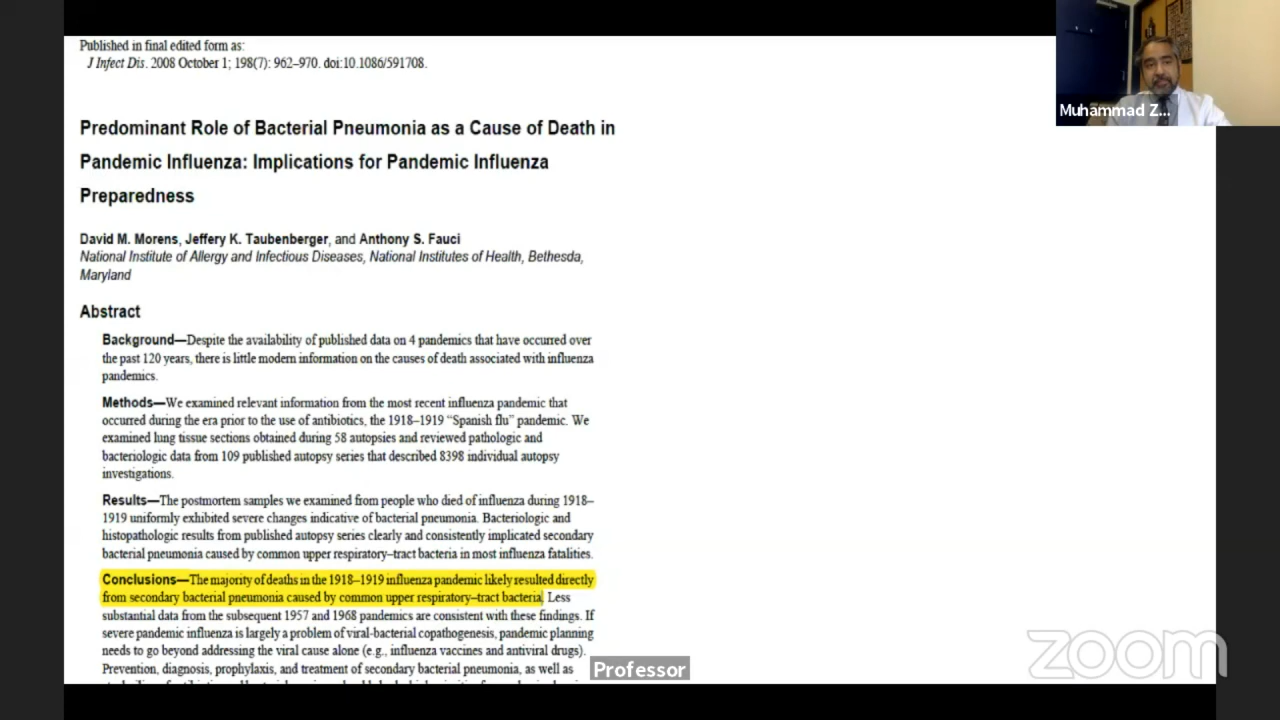 Published in final edited form as:
J Infect Dis. 2008 October 1; 198(7): 962–970. doi:10.1086/591708.
Predominant Role of Bacterial Pneumonia as a Cause of Death in
Pandemic Influenza: Implications for Pandemic Influenza
Preparedness
David M. Morens, Jeffery K. Taubenberger, and Anthony S. Fauci
National Institute of Allergy and Infectious Diseases, National Institutes of Health, Bethesda,
Maryland
Abstract
Background—Despite the availability of published data on 4 pandemics that have occurred over
the past 120 years, there is little modern information on the causes of death associated with influenza
pandemics.
Methods—We examined relevant information from the most recent influenza pandemic that
occurred during the era prior to the use of antibiotics, the 1918–1919 “Spanish flu” pandemic. We
examined lung tissue sections obtained during 58 autopsies and reviewed pathologic and
bacteriologic data from 109 published autopsy series that described 8398 individual autopsy
investigations.
Results—The postmortem samples we examined from people who died of influenza during 1918–
1919 uniformly exhibited severe changes indicative of bacterial pneumonia. Bacteriologic and
histopathologic results from published autopsy series clearly and consistently implicated secondary
bacterial pneumonia caused by common upper respiratory–tract bacteria in most influenza fatalities.
Conclusions—The majority of deaths in the 1918–1919 influenza pandemic likely resulted directly
from secondary bacterial pneumonia caused by common upper respiratory–tract bacteria. Less
substantial data from the subsequent 1957 and 1968 pandemics are consistent with these findings. If
severe pandemic influenza is largely a problem of viral-bacterial copathogenesis, pandemic planning
needs to go beyond addressing the viral cause alone (e.g., influenza vaccines and antiviral drugs).
Prevention, diagnosis, prophylaxis, and treatment of secondary bacterial pneumonia, as well as
Muhammad Z...
Professor
zoom